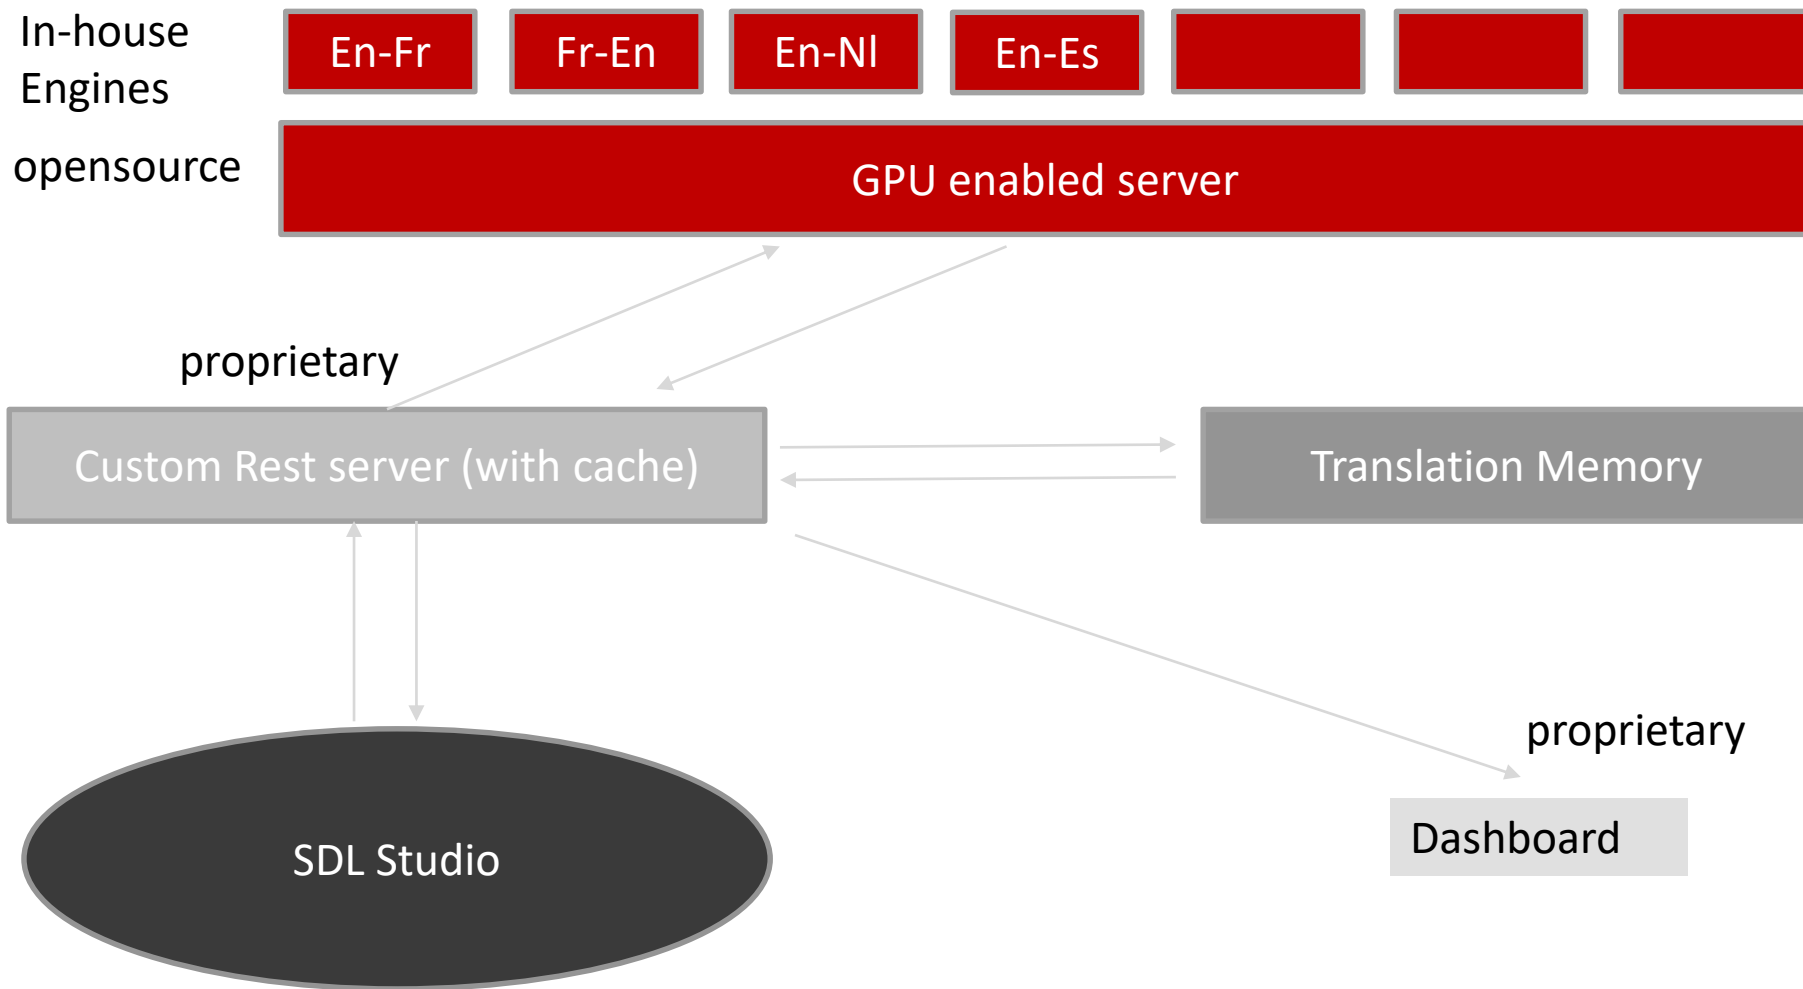 In-house
Engines
En-Fr
Fr-En
En-Nl
En-Es
opensource
GPU enabled server
proprietary
Custom Rest server (with cache)
Translation Memory
proprietary
Dashboard
SDL Studio